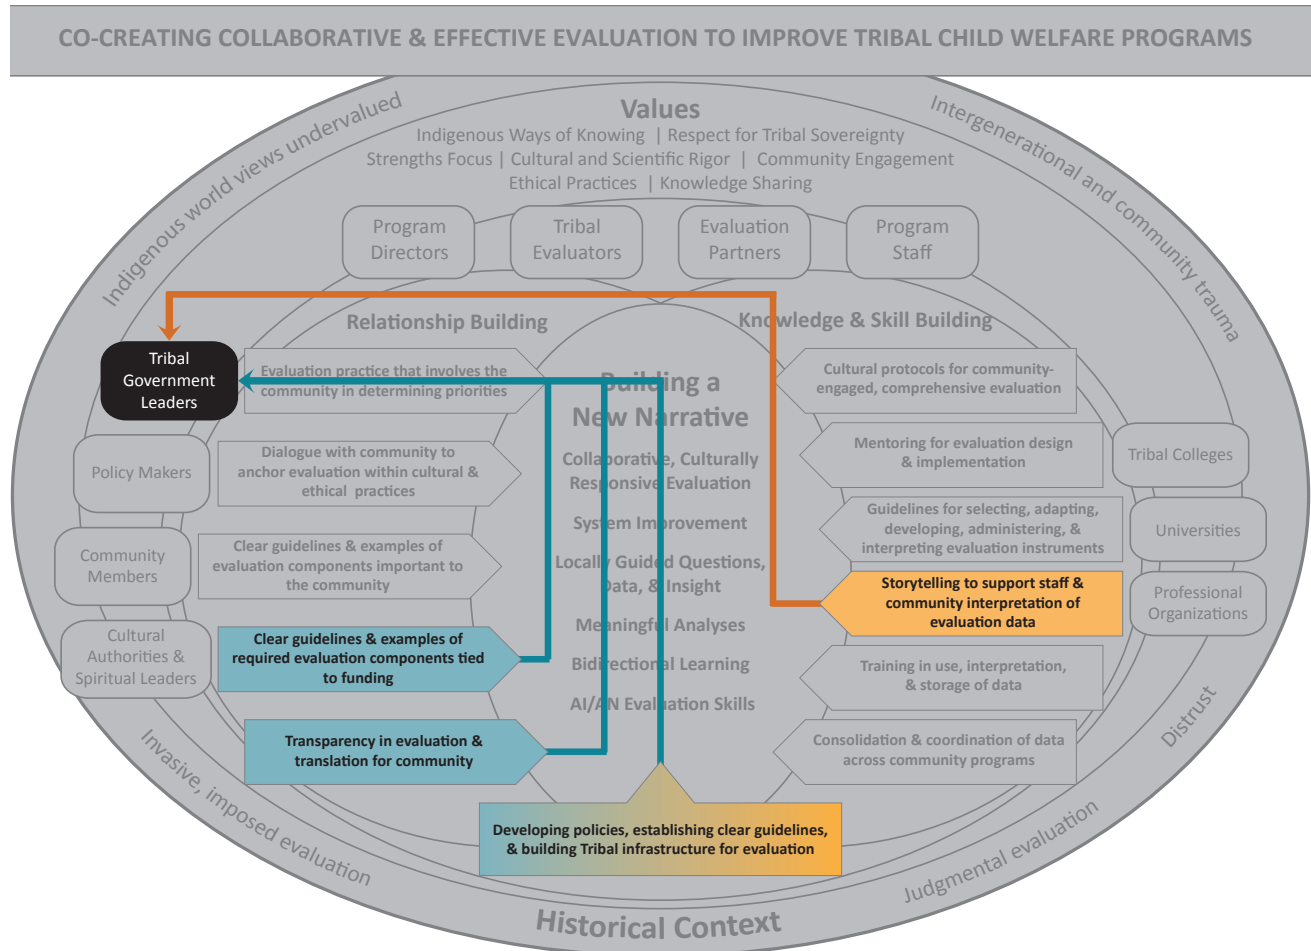 CO-CREATING COLLABORATIVE & EFFECTIVE EVALUATION TO IMPROVE TRIBAL CHILD WELFARE PROGRAMS
Indigenous world views undervalued
Intergenerational and community trauma
Values
Indigenous Ways of Knowing | Respect for Tribal Sovereignty
Strengths Focus | Cultural and Scientific Rigor | Community Engagement
Ethical Practices | Knowledge Sharing
Program
Directors
Tribal
Evaluators
Evaluation
Partners
Program
Staff
Relationship Building
Knowledge & Skill Building
Tribal
Government
Leaders
Policy Makers
Community
Members
Cultural
Authorities &
Spiritual Leaders
Evaluation practice that involves the
community in determining priorities
Dialogue with community to
anchor evaluation within cultural &
ethical practices
Clear guidelines & examples of
evaluation components important to
the community
Clear guidelines & examples of
required evaluation components tied
to funding
Transparency in evaluation &
translation for community
Building a
New Narrative
Collaborative, Culturally
Responsive Evaluation
System Improvement
Locally Guided Questions,
Data, & Insight
Meaningful Analyses
Bidirectional Learning
AI/AN Evaluation Skills
Cultural protocols for community-
engaged, comprehensive evaluation
Mentoring for evaluation design
& implementation
Guidelines for selecting, adapting,
developing, administering, &
interpreting evaluation instruments
Storytelling to support staff &
community interpretation of
evaluation data
Training in use, interpretation,
& storage of data
Consolidation & coordination of data
across community programs
Tribal Colleges
Universities
Professional
Organizations
Developing policies, establishing clear guidelines,
& building Tribal infrastructure for evaluation
Invasive, imposed evaluation
Historical Context
Judgmental evaluation
Distrust